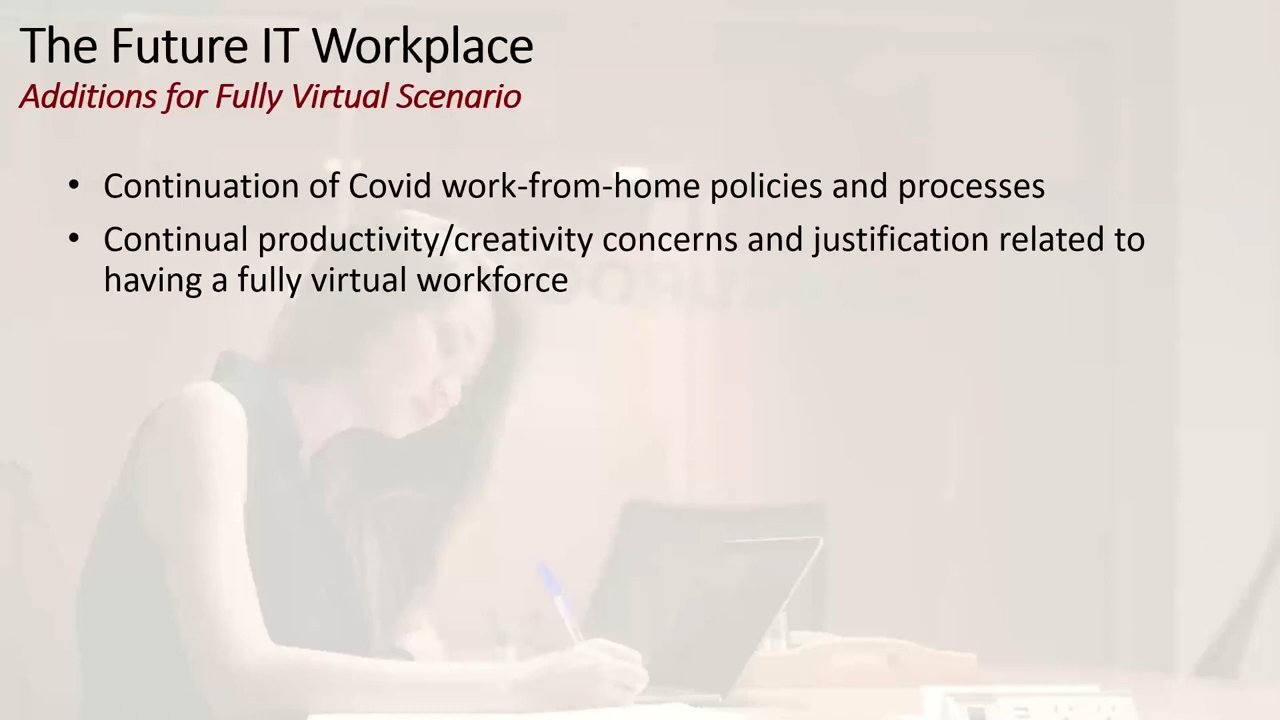 The Future IT Workplace
Additions for Fully Virtual Scenario
• Continuation of Covid work-from-home policies and processes
• Continual productivity/creativity concerns and justification related to
having a fully virtual workforce